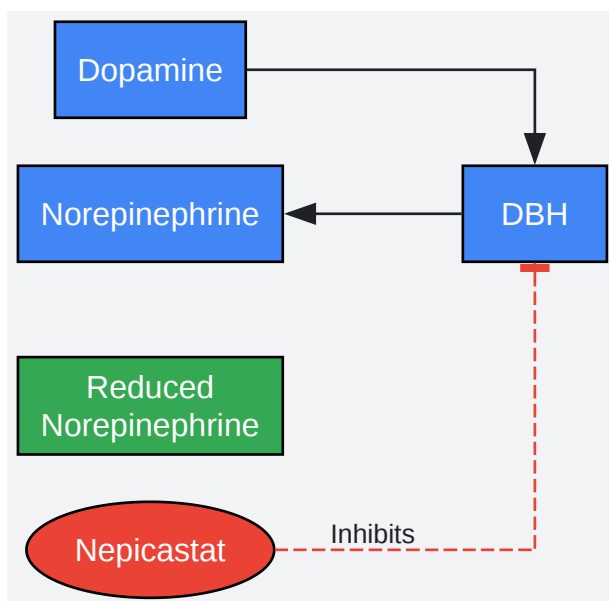 Dopamine
Norepinephrine
DBH
Reduced
Norepinephrine
Nepicastat
Inhibits